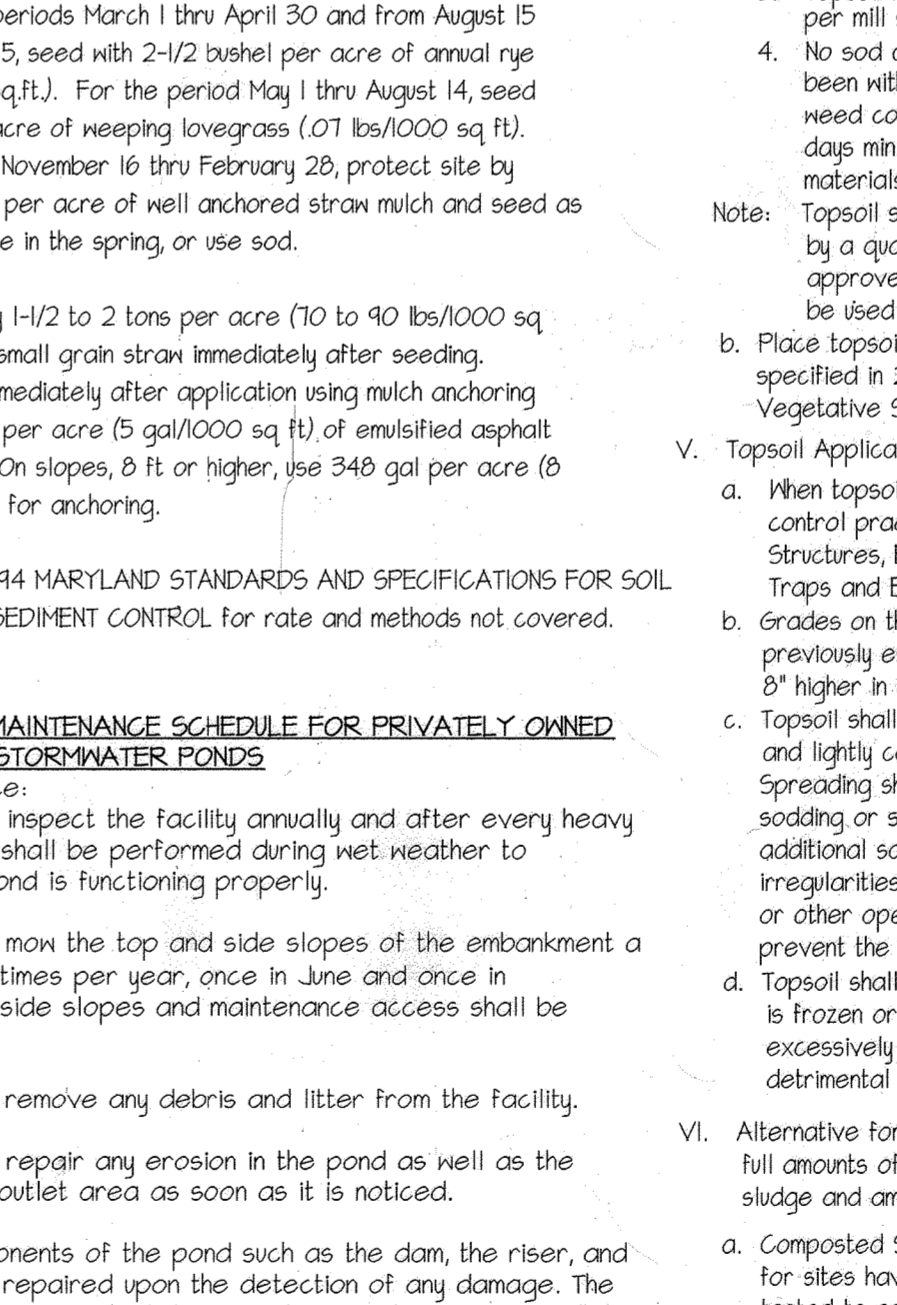 periods March 1 thru April 30 and from August 15
5, seed with 2-1/2 bushel per acre of annual rye
q.ft.). For the period May 1 thru August 14, seed
acre of weeping lovegrass (.07 lbs/1000 sq ft).
November 16 thru February 28, protect site by
per acre of well anchored straw mulch and seed as
e in the spring, or use sod.
1-1/2 to 2 tons per acre (70 to 90 lbs/1000 sq
small grain straw immediately after seeding.
mediately after application using mulch anchoring
per acre (5 gal/1000 sq ft) of emulsified asphalt
On slopes, 8 ft or higher, use 348 gal per acre (8
for anchoring.
94 MARYLAND STANDARDS AND SPECIFICATIONS FOR SOIL
SEDIMENT CONTROL for rate and methods not covered.
MAINTENANCE SCHEDULE FOR PRIVATELY OWNED
STORMWATER PONDS
ce:
inspect the facility annually and after every heavy
shall be performed during wet weather to
ond is functioning properly.
mow the top and side slopes of the embankment a
times per year, once in June and once in
side slopes and maintenance access shall be
remove any debris and litter from the facility.
repair any erosion in the pond as well as the
outlet area as soon as it is noticed.
onents of the pond such as the dam, the riser, and
repaired upon the detection of any damage. The
per mill
4. No sod
been wit
weed co
days min
materials
Note: Topsoil s
by a qua
approve
be used
b. Place topsoi
specified in
Vegetative S
V. Topsoil Applica
a. When topsoi
control prac
Structures,
Traps and E
b. Grades on th
previously e
8" higher in
c. Topsoil shall
and lightly c
Spreading sh
sodding or s
additional so
irregularities
or other ope
prevent the
d. Topsoil shall
is frozen or
excessively
detrimental
VI. Alternative for
full amounts of
sludge and am
a. Composted S
for sites hav